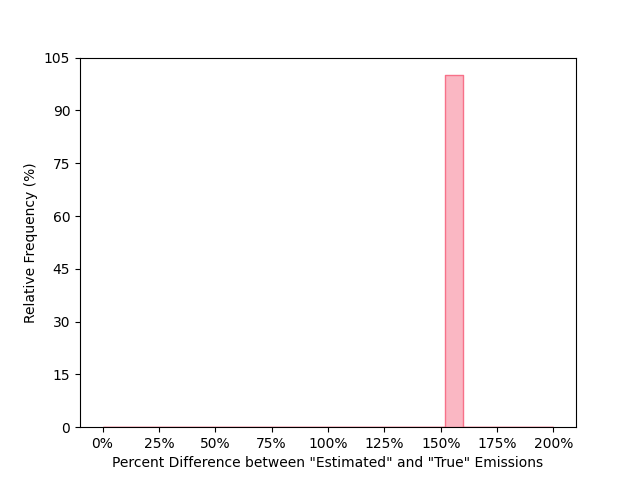 105
90
75
60
45
30
15
0
Relative Frequency (%)
0% 25% 50% 75% 100% 125% 150% 175% 200%
Percent Difference between "Estimated" and "True" Emissions